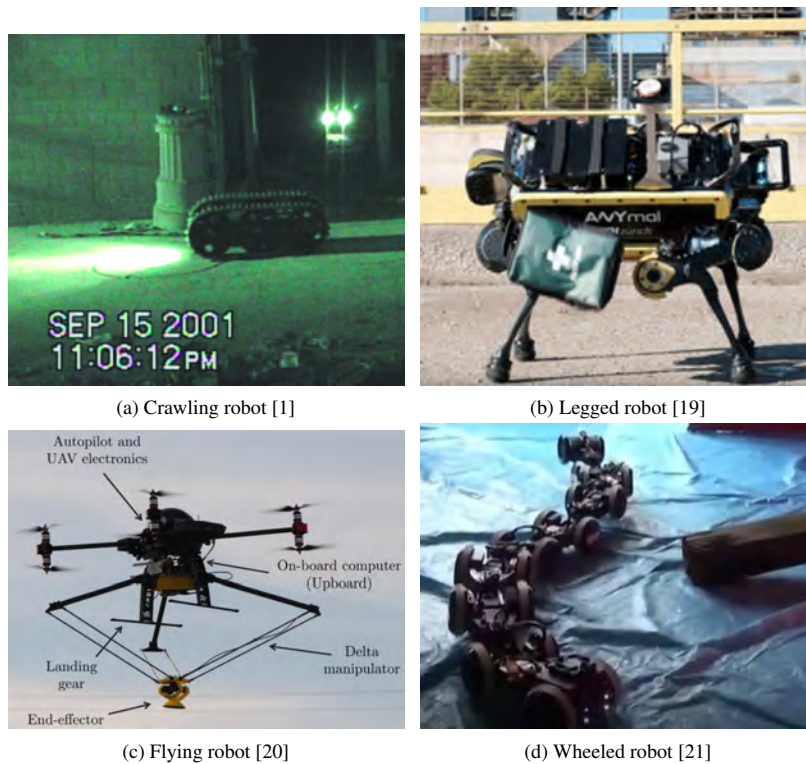 SEP 15 2001
11:06:12PM
(a) Crawling robot [1]
ANYmal
zürich
(b) Legged robot [19]
Autopilot and
UAV electronics
On-board computer
(Upboard)
Landing
gear
Delta
manipulator
End-effector
(c) Flying robot [20]
(d) Wheeled robot [21]